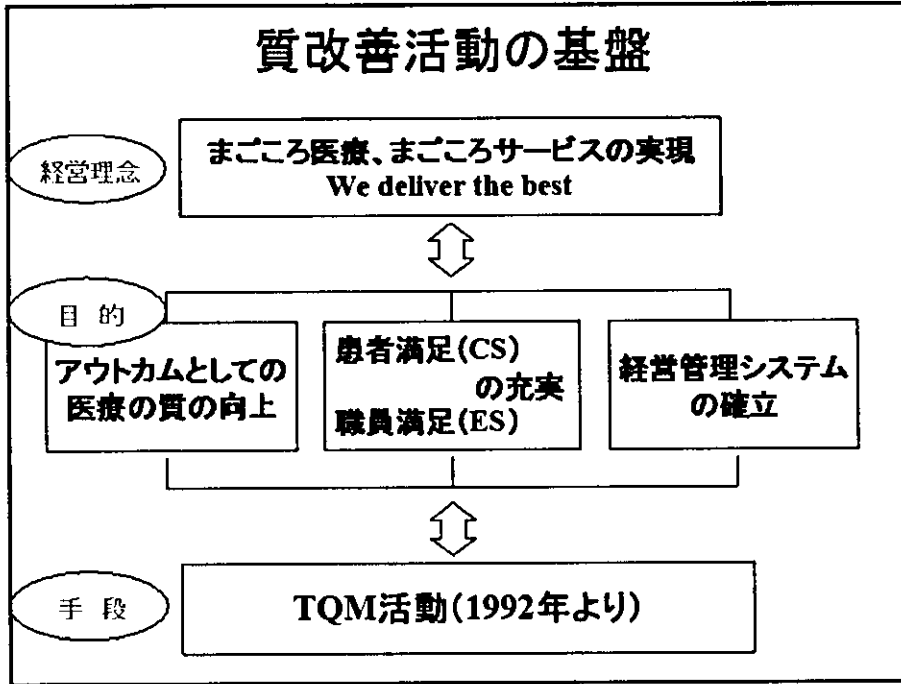 質改善活動の基盤
経営理念
まごころ医療、まごころサービスの実現
We deliver the best
目的
アウトカムとしての
医療の質の向上
患者満足(CS)
の充実
職員満足(ES)
経営管理システム
の確立
手段
TQM活動(1992年より)